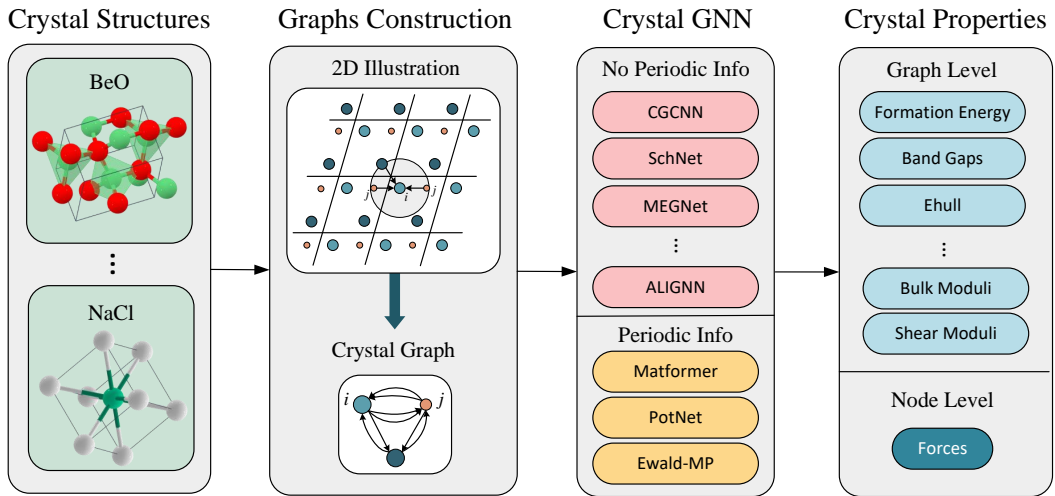 Crystal Structures
BeO
⋮
NaCl
Graphs Construction
2D Illustration
j
i
j
Crystal Graph
i
j
Crystal GNN
No Periodic Info
CGCNN
SchNet
MEGNet
⋮
ALIGNN
Periodic Info
Matformer
PotNet
Ewald-MP
Crystal Properties
Graph Level
Formation Energy
Band Gaps
Ehull
⋮
Bulk Moduli
Shear Moduli
Node Level
Forces